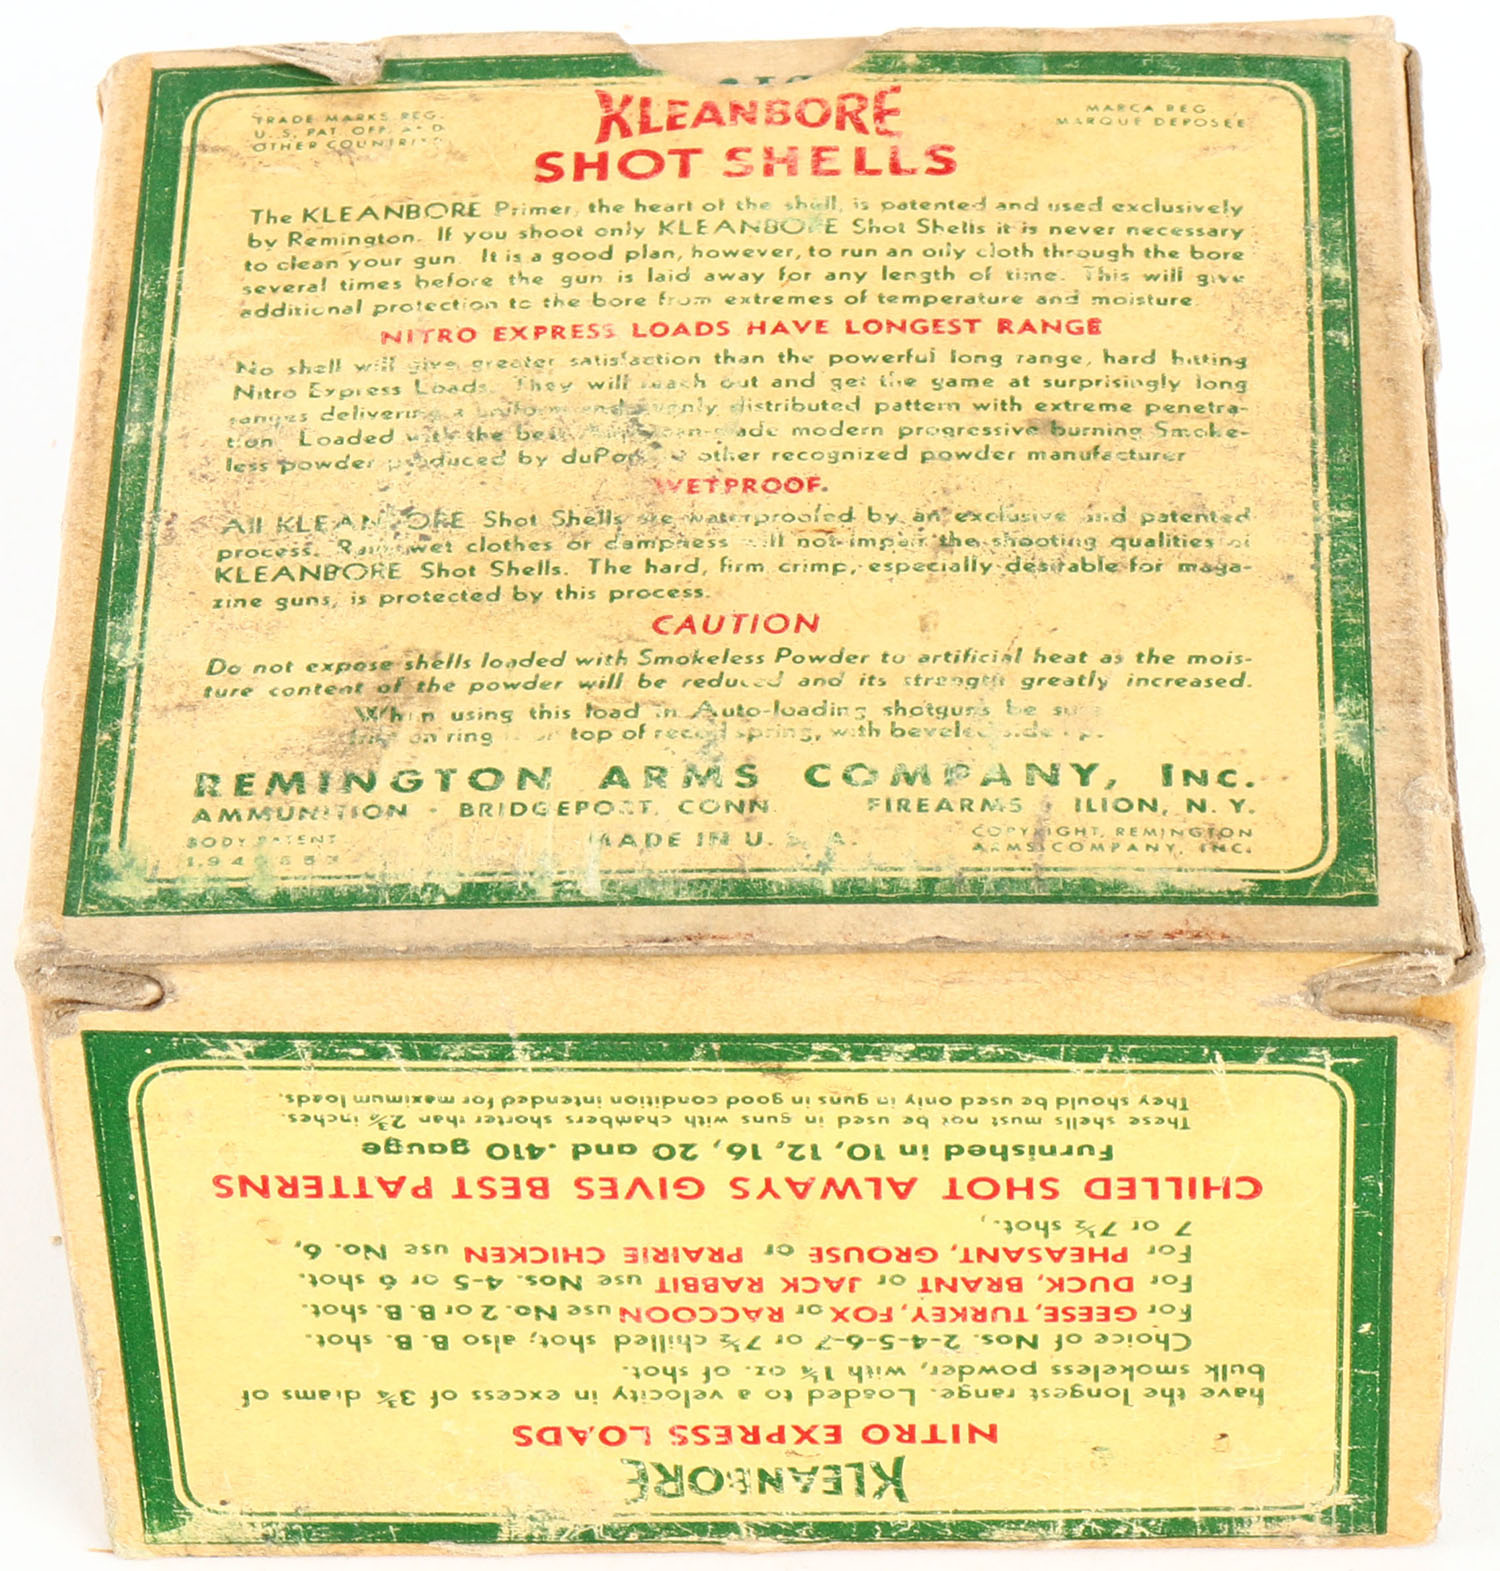 TRADE MARKS REG.
U. S. PAT. OFF. AND
OTHER COUNTRIES
MARCA REG.
MARQUE DEPOSÉE
KLEANBORE
SHOT SHELLS
The KLEANBORE Primer, the heart of the shell, is patented and used exclusively
by Remington. If you shoot only KLEANBORE Shot Shells it is never necessary
to clean your gun. It is a good plan, however, to run an oily cloth through the bore
several times before the gun is laid away for any length of time. This will give
additional protection to the bore from extremes of temperature and moisture.
NITRO EXPRESS LOADS HAVE LONGEST RANGE
No shell will give greater satisfaction than the powerful long range, hard hitting
Nitro Express Loads. They will reach out and get the game at surprisingly long
ranges delivering a uniform and evenly distributed pattern with extreme penetra-
tion. Loaded with the best American-made modern progressive burning Smoke-
less powder produced by duPont or other recognized powder manufacturer
WETPROOF.
All KLEANBORE Shot Shells are waterproofed by an exclusive and patented
process. Rain, wet clothes or dampness will not impair the shooting qualities of
KLEANBORE Shot Shells. The hard, firm crimp, especially desirable for maga-
zine guns, is protected by this process.
CAUTION
Do not expose shells loaded with Smokeless Powder to artificial heat as the mois-
ture content of the powder will be reduced and its strength greatly increased.
When using this load in Auto-loading shotguns be sure
friction ring is on top of recoil spring, with beveled side up.
REMINGTON ARMS COMPANY, INC.
AMMUNITION - BRIDGEPORT, CONN. FIREARMS - ILION, N. Y.
BODY PATENT MADE IN U. S. A. COPYRIGHT, REMINGTON
ARMS COMPANY, INC.
KLEANBORE
NITRO EXPRESS LOADS
have the longest range. Loaded to a velocity in excess of 3¾ drams of
bulk smokeless powder, with 1¼ oz. of shot.
Choice of Nos. 2-4-5-6-7 or 7½ chilled shot; also B. B. shot.
For GEESE, TURKEY, FOX or RACCOON use No. 2 or B. B. shot.
For DUCK, BRANT or JACK RABBIT use Nos. 4-5 or 6 shot.
For PHEASANT, GROUSE or PRAIRIE CHICKEN use No. 6,
7 or 7½ shot.
CHILLED SHOT ALWAYS GIVES BEST PATTERNS
Furnished in 10, 12, 16, 20 and .410 gauge
These shells must not be used in guns with chambers shorter than 2¾ inches.
They should be used only in guns in good condition intended for maximum loads.